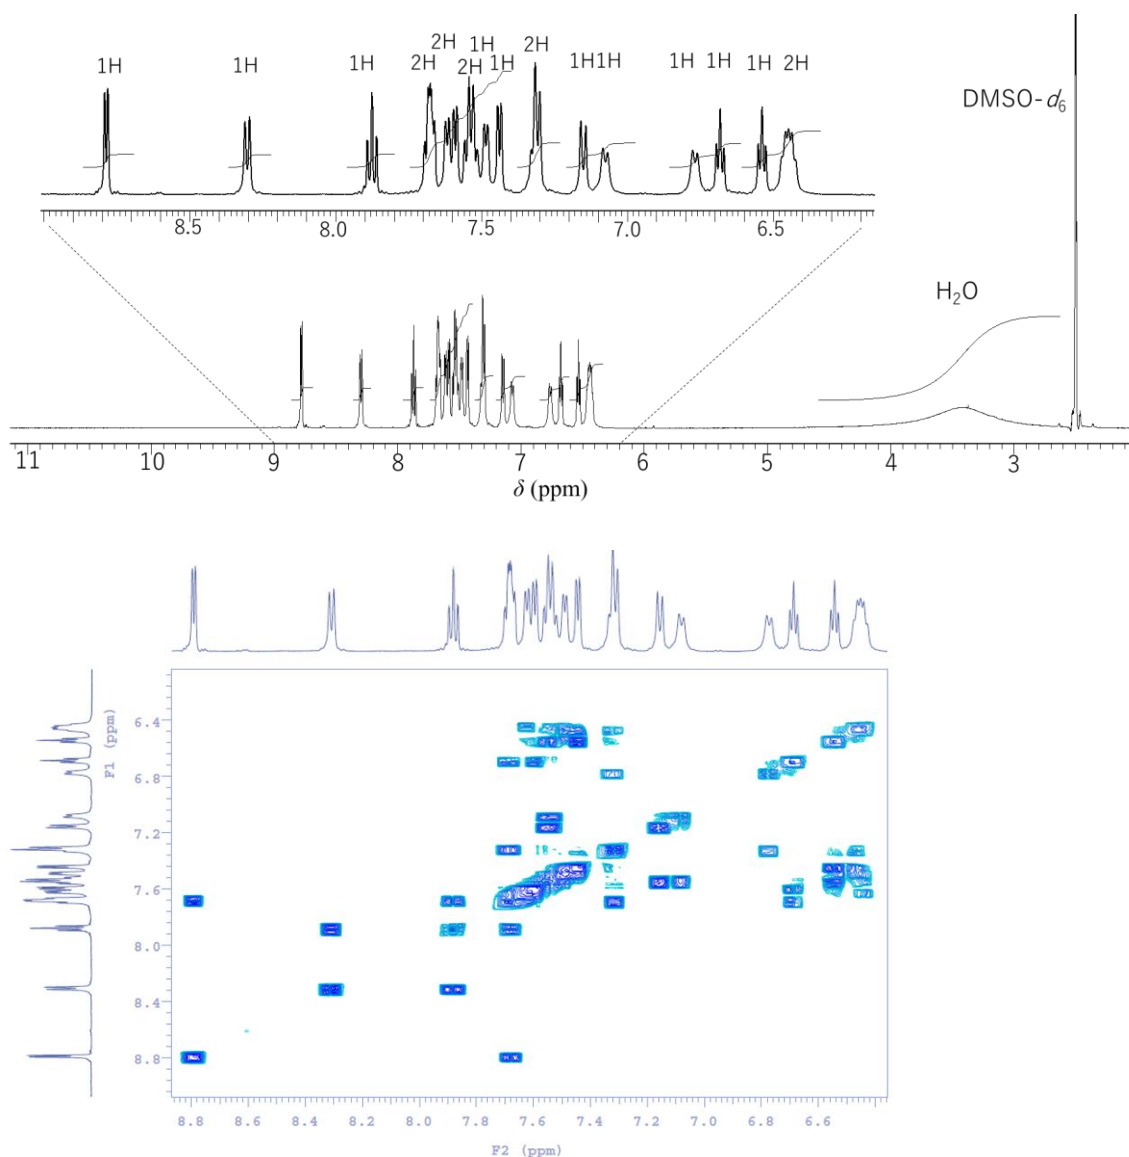 2H 1H 2H
1H 1H 1H 2H 2H 1H 1H 1H 1H 1H 1H 2H
DMSO-d6
8.5 8.0 7.5 7.0 6.5
H2O
11 10 9 8 7 6 5 4 3
δ (ppm)
F1 (ppm)
6.4
6.8
7.2
7.6
8.0
8.4
8.8
8.8 8.6 8.4 8.2 8.0 7.8 7.6 7.4 7.2 7.0 6.8 6.6
F2 (ppm)